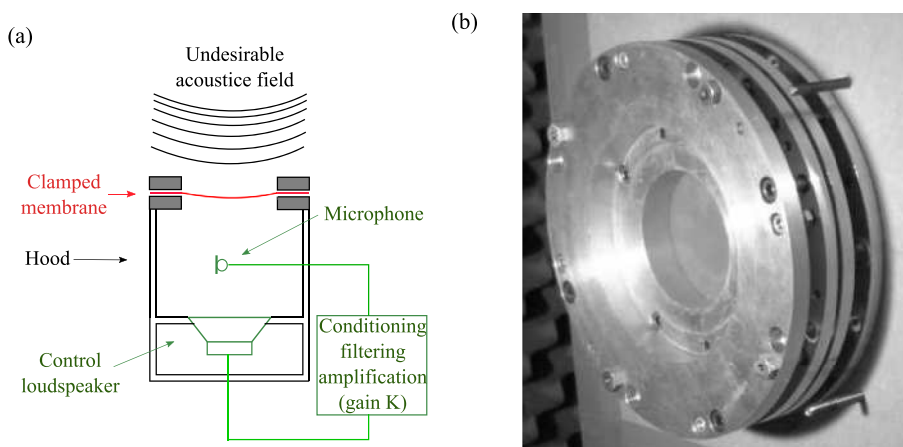 (a)
Undesirable
acoustice field
Clamped
membrane
Microphone
Hood
Control
loudspeaker
Conditioning
filtering
amplification
(gain K)
(b)